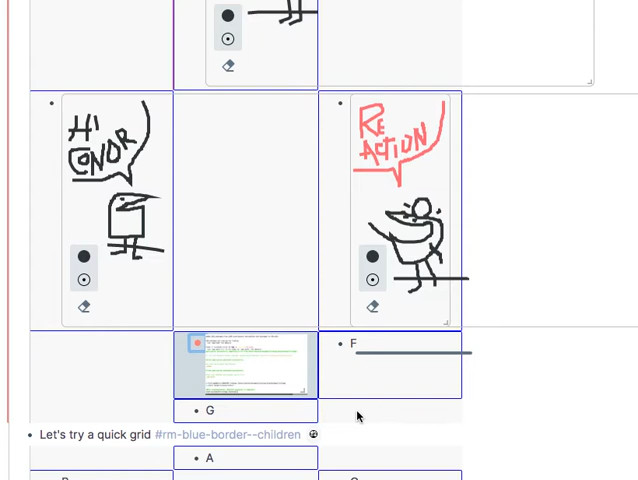 HI
CONOR
RE
ACTION
F
G
Let's try a quick grid #rm-blue-border--children
A